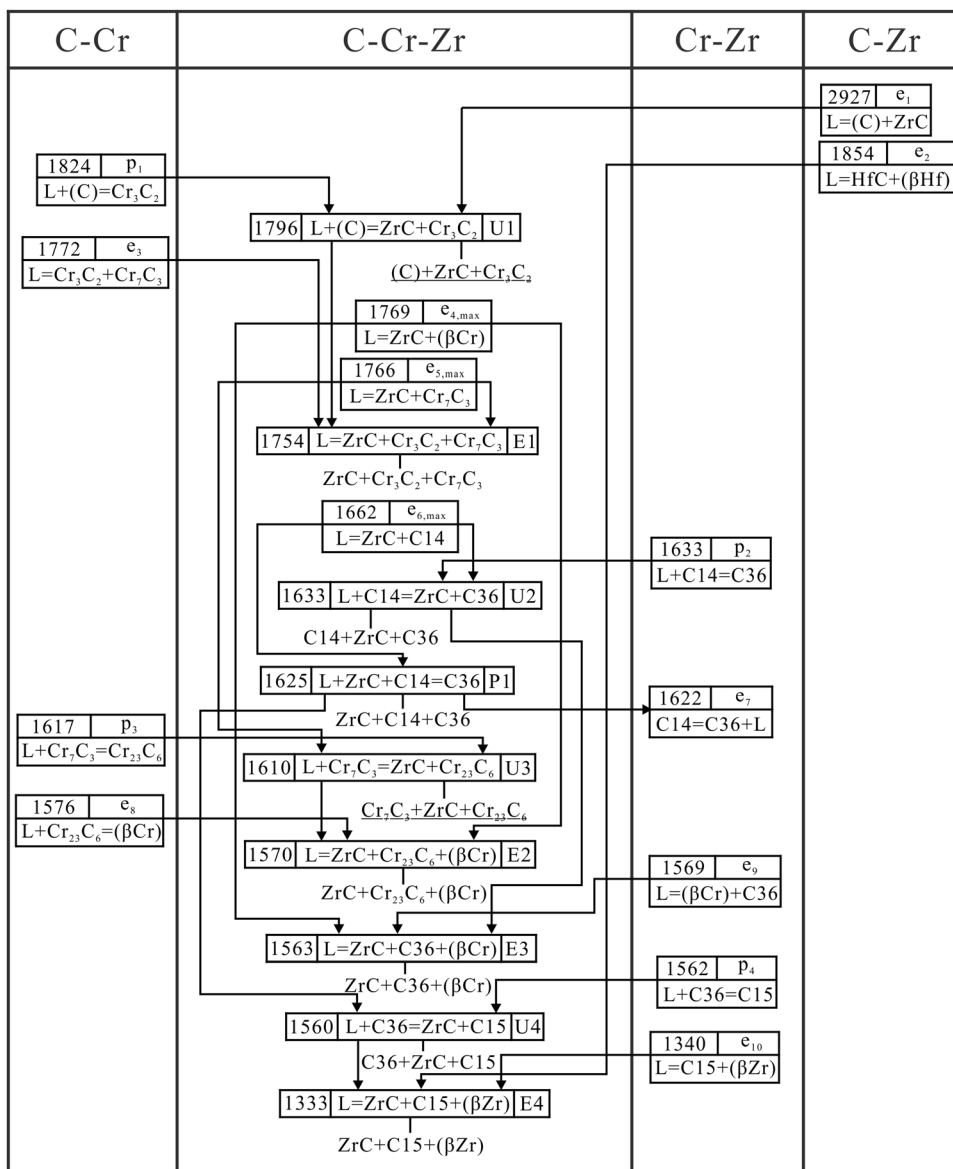 C-Cr C-Cr-Zr Cr-Zr C-Zr
2927 e₁
L=(C)+ZrC
1854 e₂
L=HfC+(βHf)
1824 p₁
L+(C)=Cr₃C₂
1796 L+(C)=ZrC+Cr₃C₂ U1
(C)+ZrC+Cr₃C₂
1772 e₃
L=Cr₃C₂+Cr₇C₃
1769 e₄,max
L=ZrC+(βCr)
1766 e₅,max
L=ZrC+Cr₇C₃
1754 L=ZrC+Cr₃C₂+Cr₇C₃ E1
ZrC+Cr₃C₂+Cr₇C₃
1662 e₆,max
L=ZrC+C14
1633 p₂
L+C14=C36
1633 L+C14=ZrC+C36 U2
C14+ZrC+C36
1625 L+ZrC+C14=C36 P1
ZrC+C14+C36
1622 e₇
C14=C36+L
1617 p₃
L+Cr₇C₃=Cr₂₃C₆
1610 L+Cr₇C₃=ZrC+Cr₂₃C₆ U3
Cr₇C₃+ZrC+Cr₂₃C₆
1576 e₈
L+Cr₂₃C₆=(βCr)
1570 L=ZrC+Cr₂₃C₆+(βCr) E2
ZrC+Cr₂₃C₆+(βCr)
1569 e₉
L=(βCr)+C36
1563 L=ZrC+C36+(βCr) E3
ZrC+C36+(βCr)
1562 p₄
L+C36=C15
1560 L+C36=ZrC+C15 U4
C36+ZrC+C15
1340 e₁₀
L=C15+(βZr)
1333 L=ZrC+C15+(βZr) E4
ZrC+C15+(βZr)